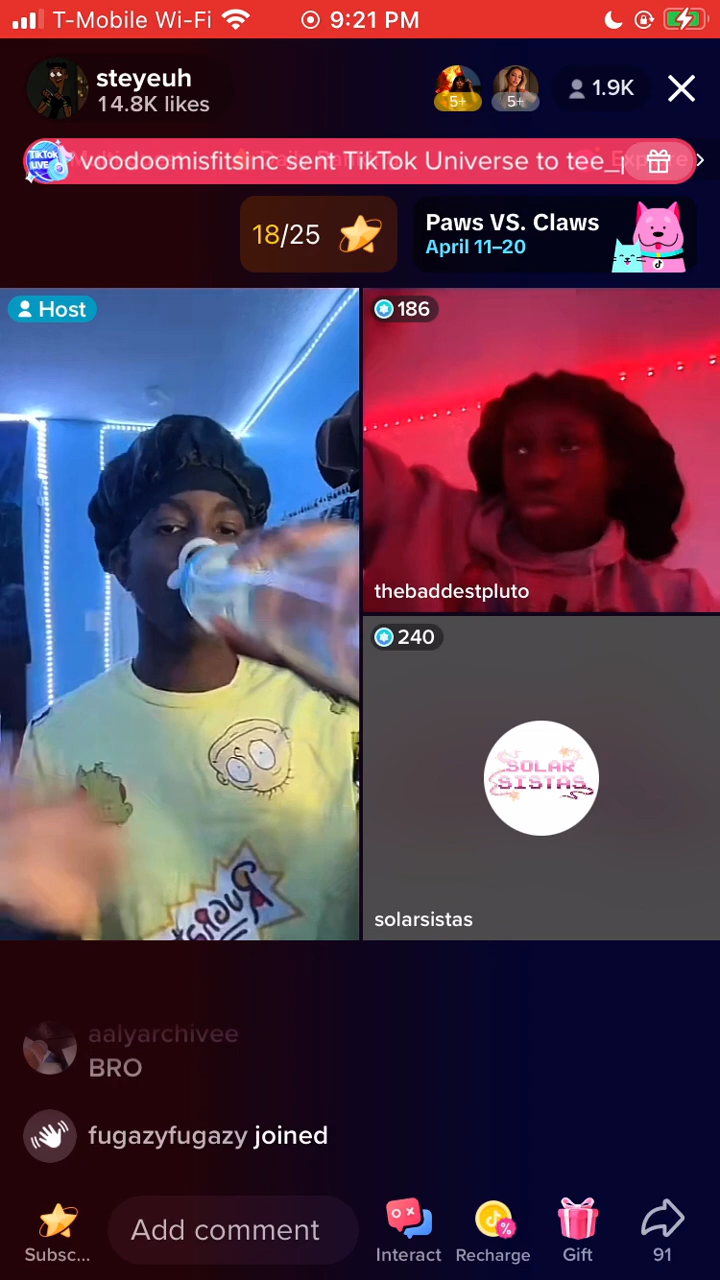 T-Mobile Wi-Fi
9:21 PM
steyeuh
14.8K likes
5+
5+
1.9K
TikTok
LIVE
voodoomisfitsinc sent TikTok Universe to tee_
18/25
Paws VS. Claws
April 11–20
Host
186
thebaddestpluto
240
SOLAR
SISTAS
solarsistas
aalyarchivee
BRO
fugazyfugazy joined
Add comment
Subsc...
Interact
Recharge
Gift
91